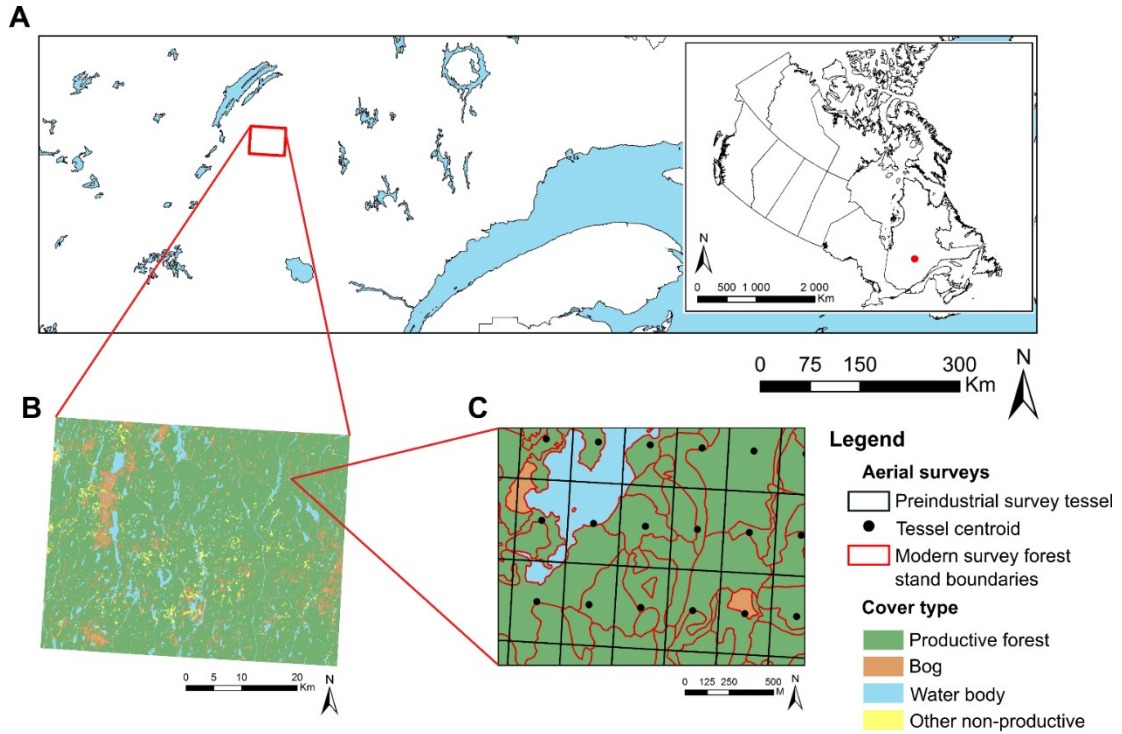 A
N
0 500 1 000 2 000
Km
0 75 150 300
Km
N
B
C
0 5 10 20
Km
N
0 125 250 500
M
N
Legend
Aerial surveys
Preindustrial survey tessel
Tessel centroid
Modern survey forest
stand boundaries
Cover type
Productive forest
Bog
Water body
Other non-productive